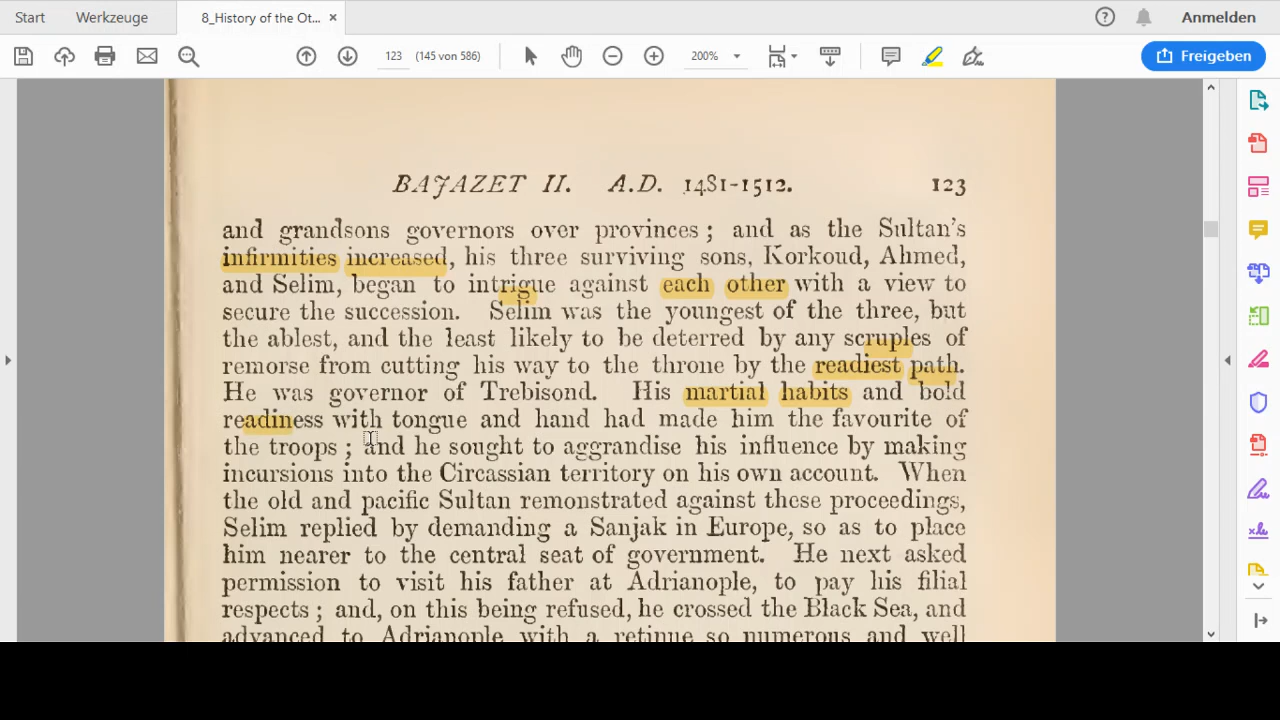 Start
Werkzeuge
8_History of the Ot...
×
Anmelden
123
(145 von 586)
200%
Freigeben
BAJAZET II. A.D. 1481-1512.
123
and grandsons governors over provinces ; and as the Sultan's
infirmities increased, his three surviving sons, Korkoud, Ahmed,
and Selim, began to intrigue against each other with a view to
secure the succession. Selim was the youngest of the three, but
the ablest, and the least likely to be deterred by any scruples of
remorse from cutting his way to the throne by the readiest path.
He was governor of Trebisond. His martial habits and bold
readiness with tongue and hand had made him the favourite of
the troops ; and he sought to aggrandise his influence by making
incursions into the Circassian territory on his own account. When
the old and pacific Sultan remonstrated against these proceedings,
Selim replied by demanding a Sanjak in Europe, so as to place
him nearer to the central seat of government. He next asked
permission to visit his father at Adrianople, to pay his filial
respects ; and, on this being refused, he crossed the Black Sea, and
advanced to Adrianople with a retinue so numerous and well